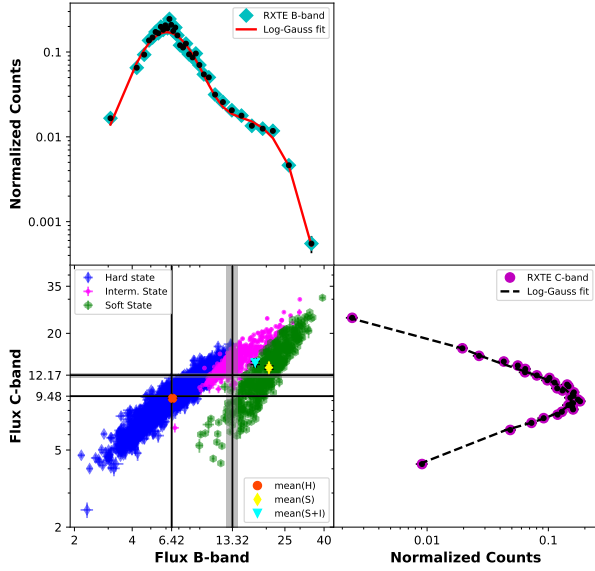 RXTE B-band
Log-Gauss fit
Normalized Counts
0.1
0.01
0.001
Hard state
Interm. State
Soft State
mean(H)
mean(S)
mean(S+I)
Flux C-band
35
20
12.17
9.48
5
2
2
4
6.42
8
13.32
25
40
Flux B-band
RXTE C-band
Log-Gauss fit
0.01
0.1
Normalized Counts